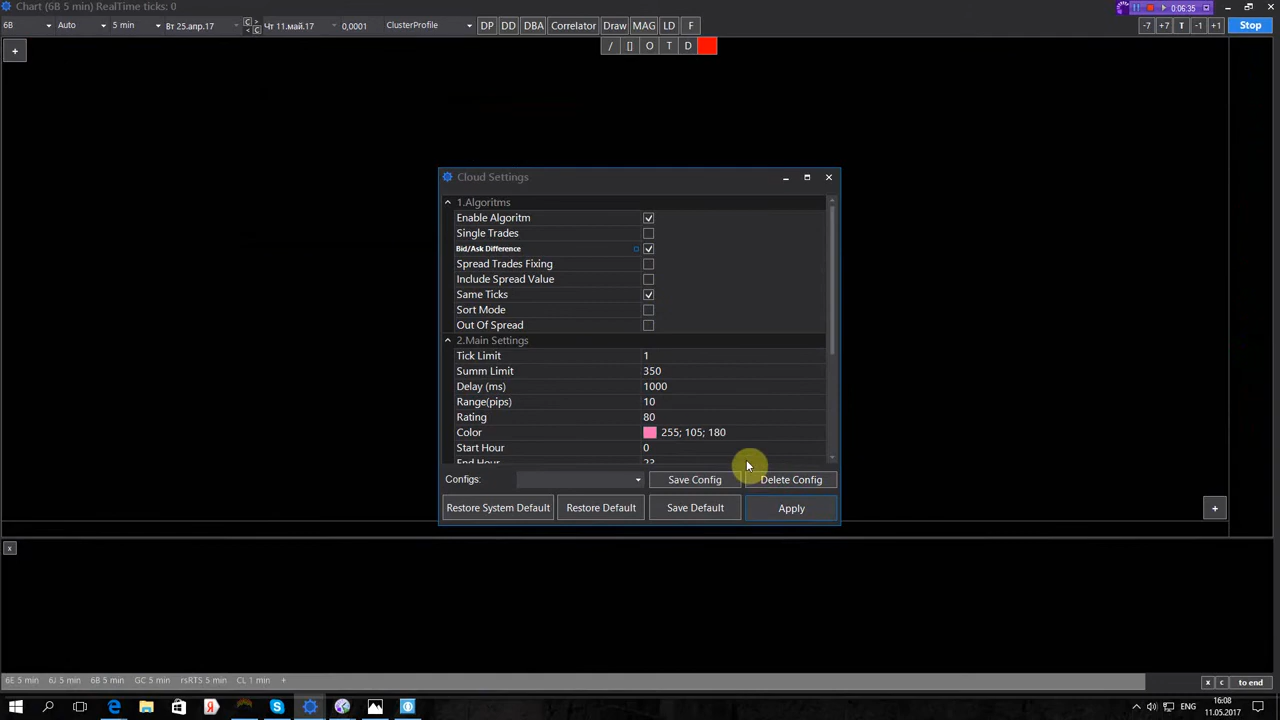 Chart (6B 5 min) RealTime ticks: 0
06:35
6B Auto 5 min Вт 25.апр.17 C > < C Чт 11.май.17 0,0001 ClusterProfile DP DD DBA Correlator Draw MAG LD F -7 +7 T -1 +1 Stop
/ [] O T D
+
Cloud Settings
1.Algoritms
Enable Algoritm
Single Trades
Bid/Ask Difference
Spread Trades Fixing
Include Spread Value
Same Ticks
Sort Mode
Out Of Spread
2.Main Settings
Tick Limit 1
Summ Limit 350
Delay (ms) 1000
Range(pips) 10
Rating 80
Color 255; 105; 180
Start Hour 0
End Hour 23
Configs: Save Config Delete Config
Restore System Default Restore Default Save Default Apply
+
x
6E 5 min 6J 5 min 6B 5 min GC 5 min rsRTS 5 min CL 1 min + x c to end
ENG 16:08
11.05.2017